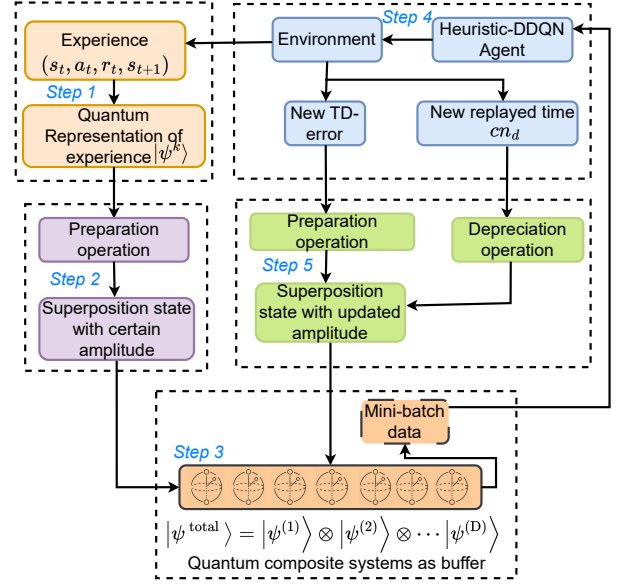 Experience
(s_t, a_t, r_t, s_{t+1})
Step 1
Quantum
Representation of
experience |ψ^k⟩
Step 4
Environment
Heuristic-DDQN
Agent
New TD-
error
New replayed time
cn_d
Preparation
operation
Step 2
Superposition state
with certain
amplitude
Preparation
operation
Depreciation
operation
Step 5
Superposition
state with updated
amplitude
Mini-batch
data
Step 3
|ψ^{total}⟩ = |ψ^{(1)}⟩ ⊗ |ψ^{(2)}⟩ ⊗ ⋯ |ψ^{(D)}⟩
Quantum composite systems as buffer